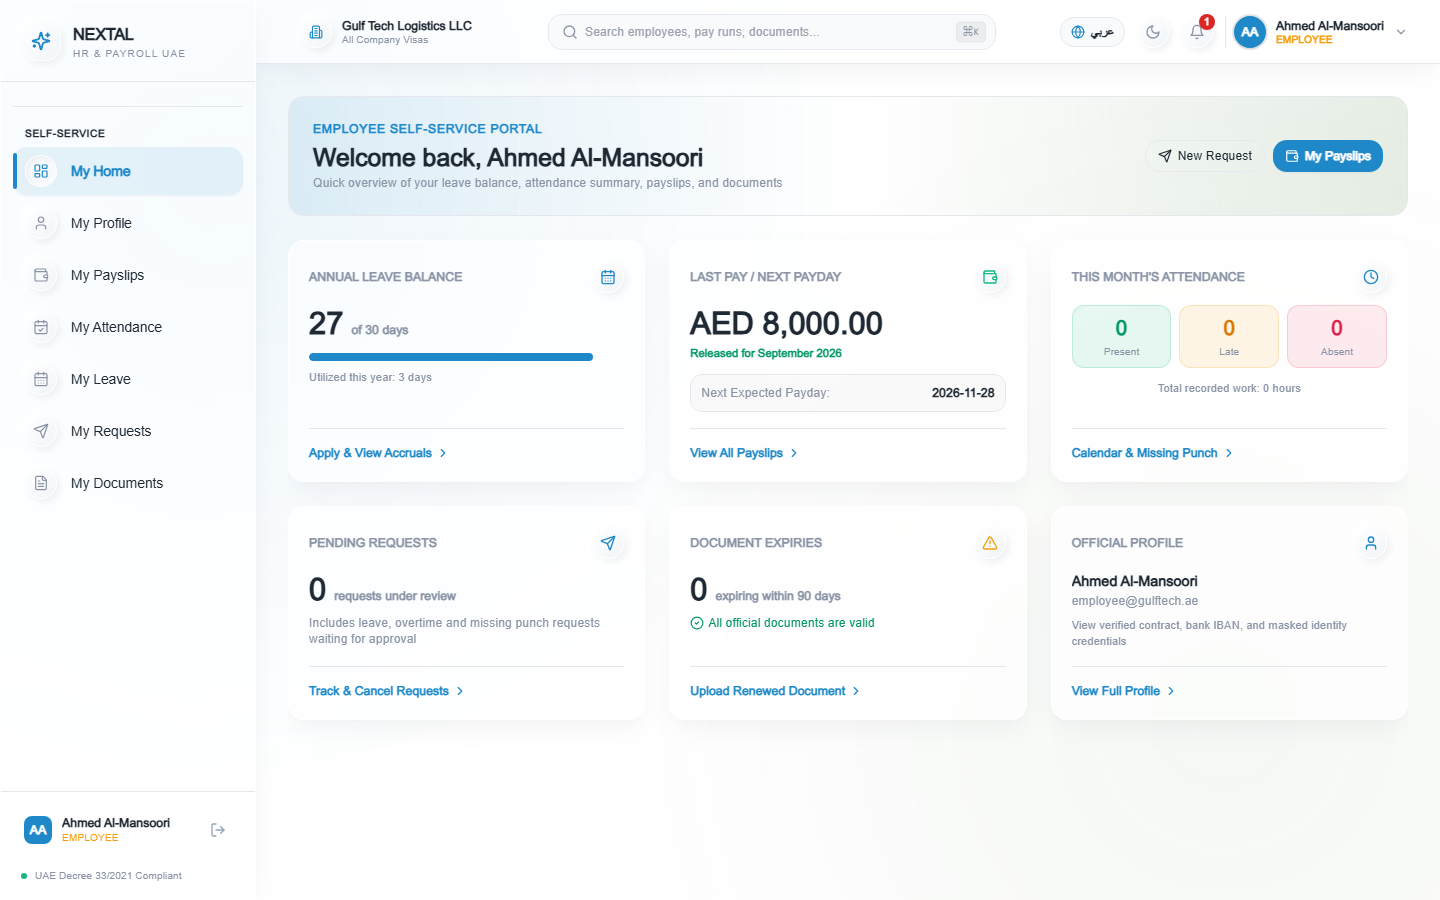 NEXTAL
HR & PAYROLL UAE
Gulf Tech Logistics LLC
All Company Visas
Search employees, pay runs, documents...
⌘K
عربي
1
AA
Ahmed Al-Mansoori
EMPLOYEE
SELF-SERVICE
My Home
My Profile
My Payslips
My Attendance
My Leave
My Requests
My Documents
EMPLOYEE SELF-SERVICE PORTAL
Welcome back, Ahmed Al-Mansoori
Quick overview of your leave balance, attendance summary, payslips, and documents
New Request
My Payslips
ANNUAL LEAVE BALANCE
27 of 30 days
Utilized this year: 3 days
Apply & View Accruals
LAST PAY / NEXT PAYDAY
AED 8,000.00
Released for September 2026
Next Expected Payday: 2026-11-28
View All Payslips
THIS MONTH'S ATTENDANCE
0 0 0
Present Late Absent
Total recorded work: 0 hours
Calendar & Missing Punch
PENDING REQUESTS
0 requests under review
Includes leave, overtime and missing punch requests
waiting for approval
Track & Cancel Requests
DOCUMENT EXPIRIES
0 expiring within 90 days
All official documents are valid
Upload Renewed Document
OFFICIAL PROFILE
Ahmed Al-Mansoori
employee@gulftech.ae
View verified contract, bank IBAN, and masked identity
credentials
View Full Profile
AA
Ahmed Al-Mansoori
EMPLOYEE
UAE Decree 33/2021 Compliant